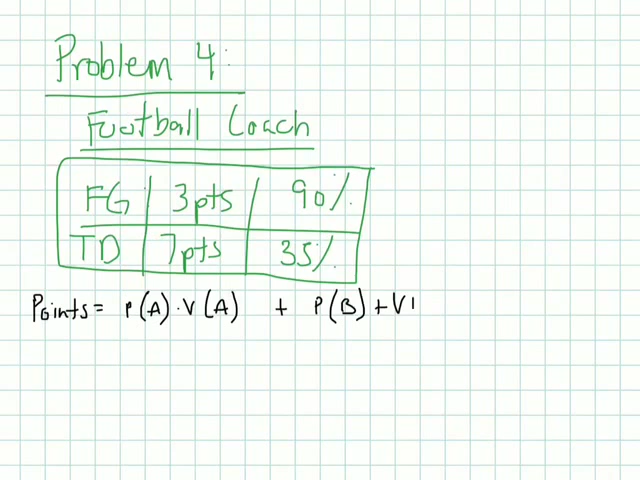 Problem 4:
Football Coach
FG 3pts 90%
TD 7pts 35%
Points = P(A) · V(A) + P(B) + V